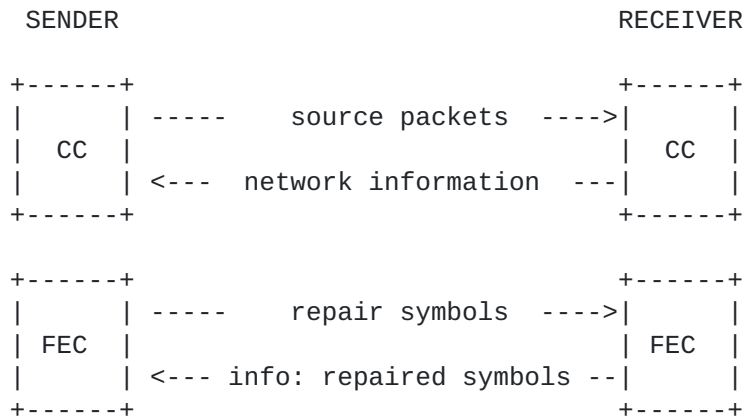 SENDER                                RECEIVER

+------+                               +------+
|      | -----    source packets  ---->|      |
|  CC  |                               |  CC  |
|      | <---  network information  ---|      |
+------+                               +------+

+------+                               +------+
|      | -----    repair symbols  ---->|      |
| FEC  |                               | FEC  |
|      | <--- info: repaired symbols --|      |
+------+                               +------+